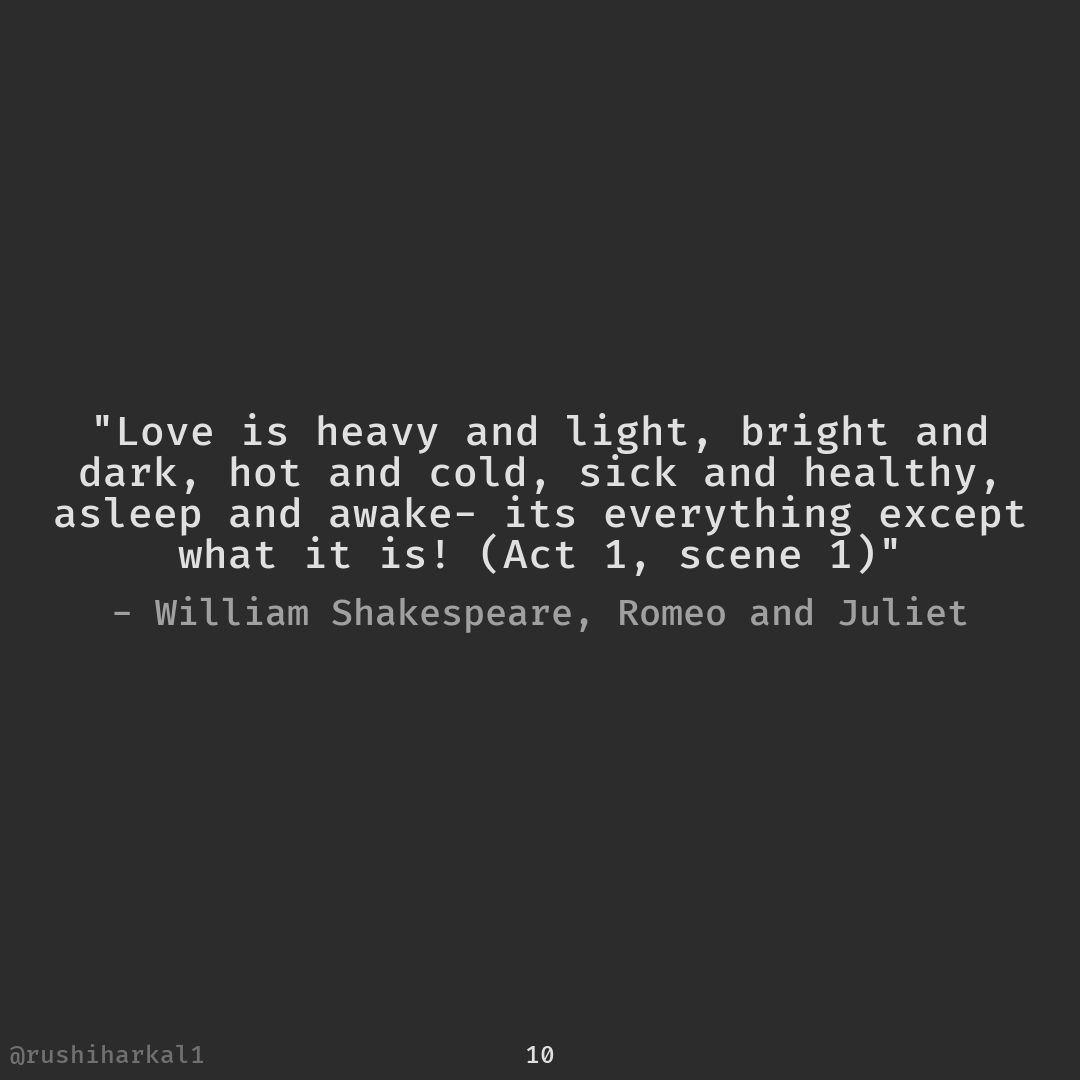 "Love is heavy and light, bright and
dark, hot and cold, sick and healthy,
asleep and awake- its everything except
what it is! (Act 1, scene 1)"
- William Shakespeare, Romeo and Juliet
@rushiharkal1
10